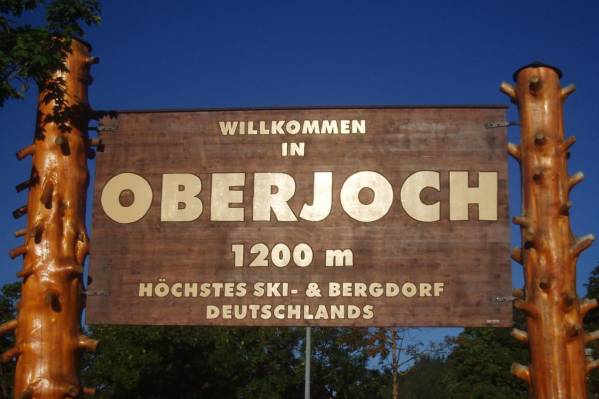 WILLKOMMEN
IN
OBERJOCH
1200 m
HÖCHSTES SKI- & BERGDORF
DEUTSCHLANDS